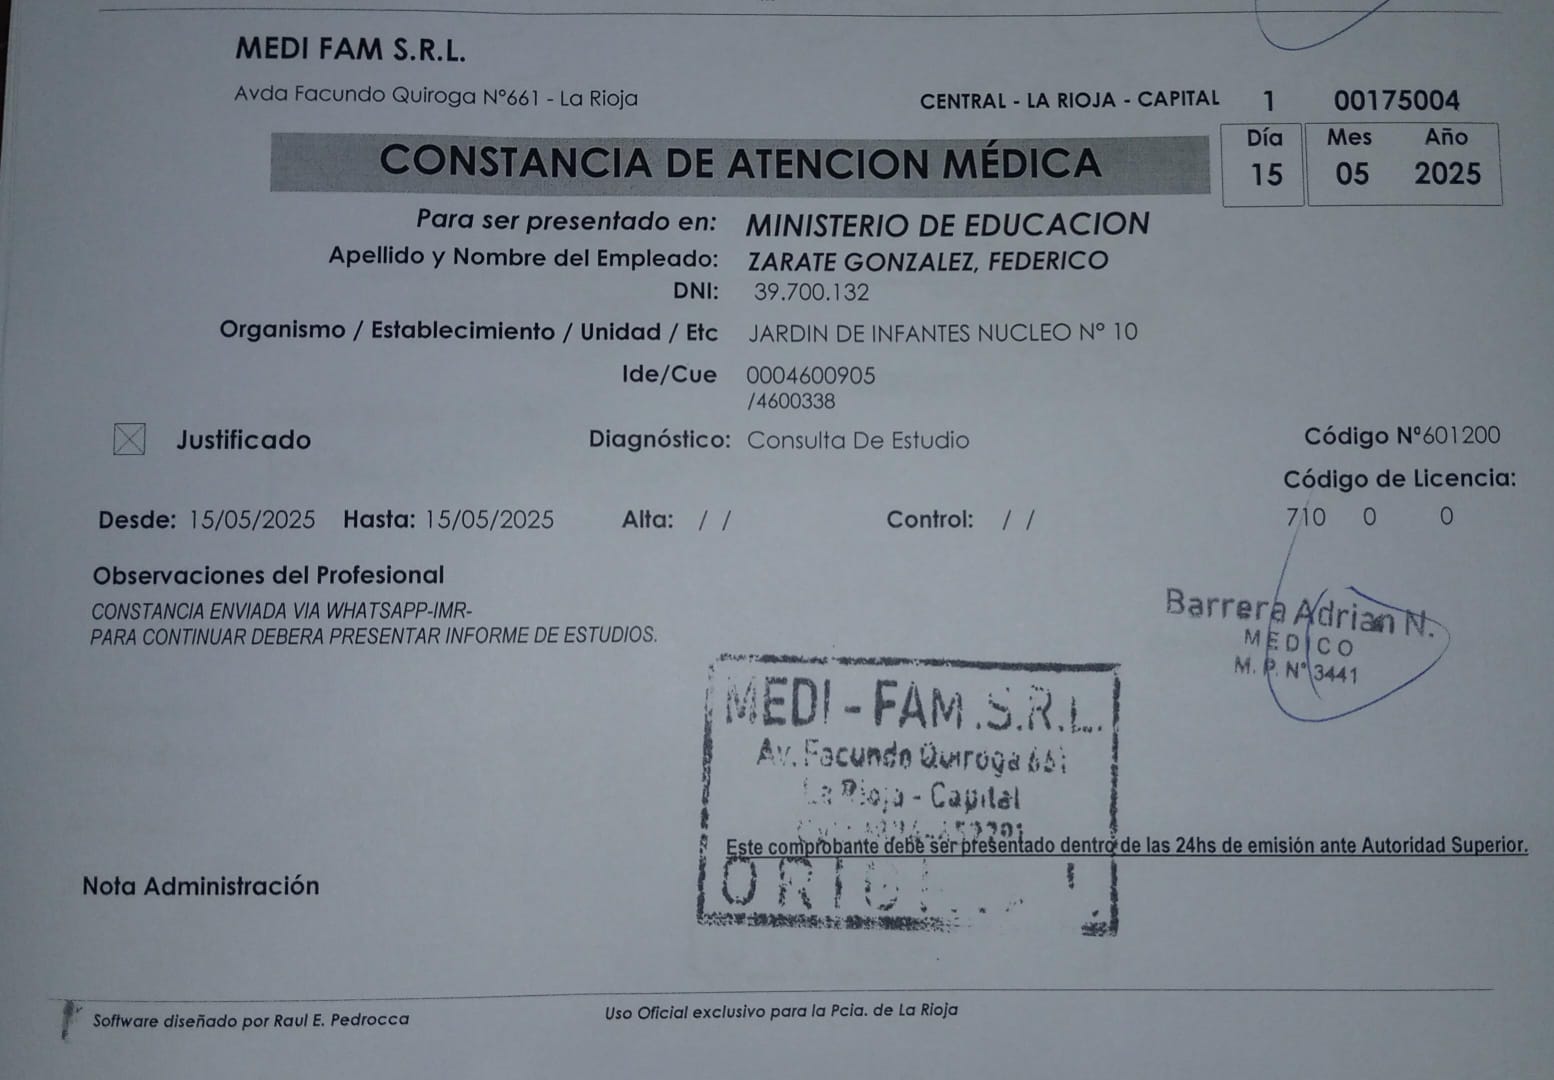 MEDI FAM S.R.L.
Avda Facundo Quiroga Nº661 - La Rioja
CENTRAL - LA RIOJA - CAPITAL 1 00175004
CONSTANCIA DE ATENCION MÉDICA
Día Mes Año
15 05 2025
Para ser presentado en: MINISTERIO DE EDUCACION
Apellido y Nombre del Empleado: ZARATE GONZALEZ, FEDERICO
DNI: 39.700.132
Organismo / Establecimiento / Unidad / Etc JARDIN DE INFANTES NUCLEO Nº 10
Ide/Cue 0004600905
/4600338
Justificado Diagnóstico: Consulta De Estudio Código Nº601200
Código de Licencia:
Desde: 15/05/2025 Hasta: 15/05/2025 Alta: / / Control: / / 710 0 0
Observaciones del Profesional
CONSTANCIA ENVIADA VIA WHATSAPP-IMR-
PARA CONTINUAR DEBERA PRESENTAR INFORME DE ESTUDIOS.
Barrera Adrian N.
MEDICO
M. P. Nº 3441
MEDI - FAM .S.R.L.
Av. Facundo Quiroga 661
La Rioja - Capital
Este comprobante debe ser presentado dentro de las 24hs de emisión ante Autoridad Superior.
Nota Administración
Software diseñado por Raul E. Pedrocca
Uso Oficial exclusivo para la Pcia. de La Rioja